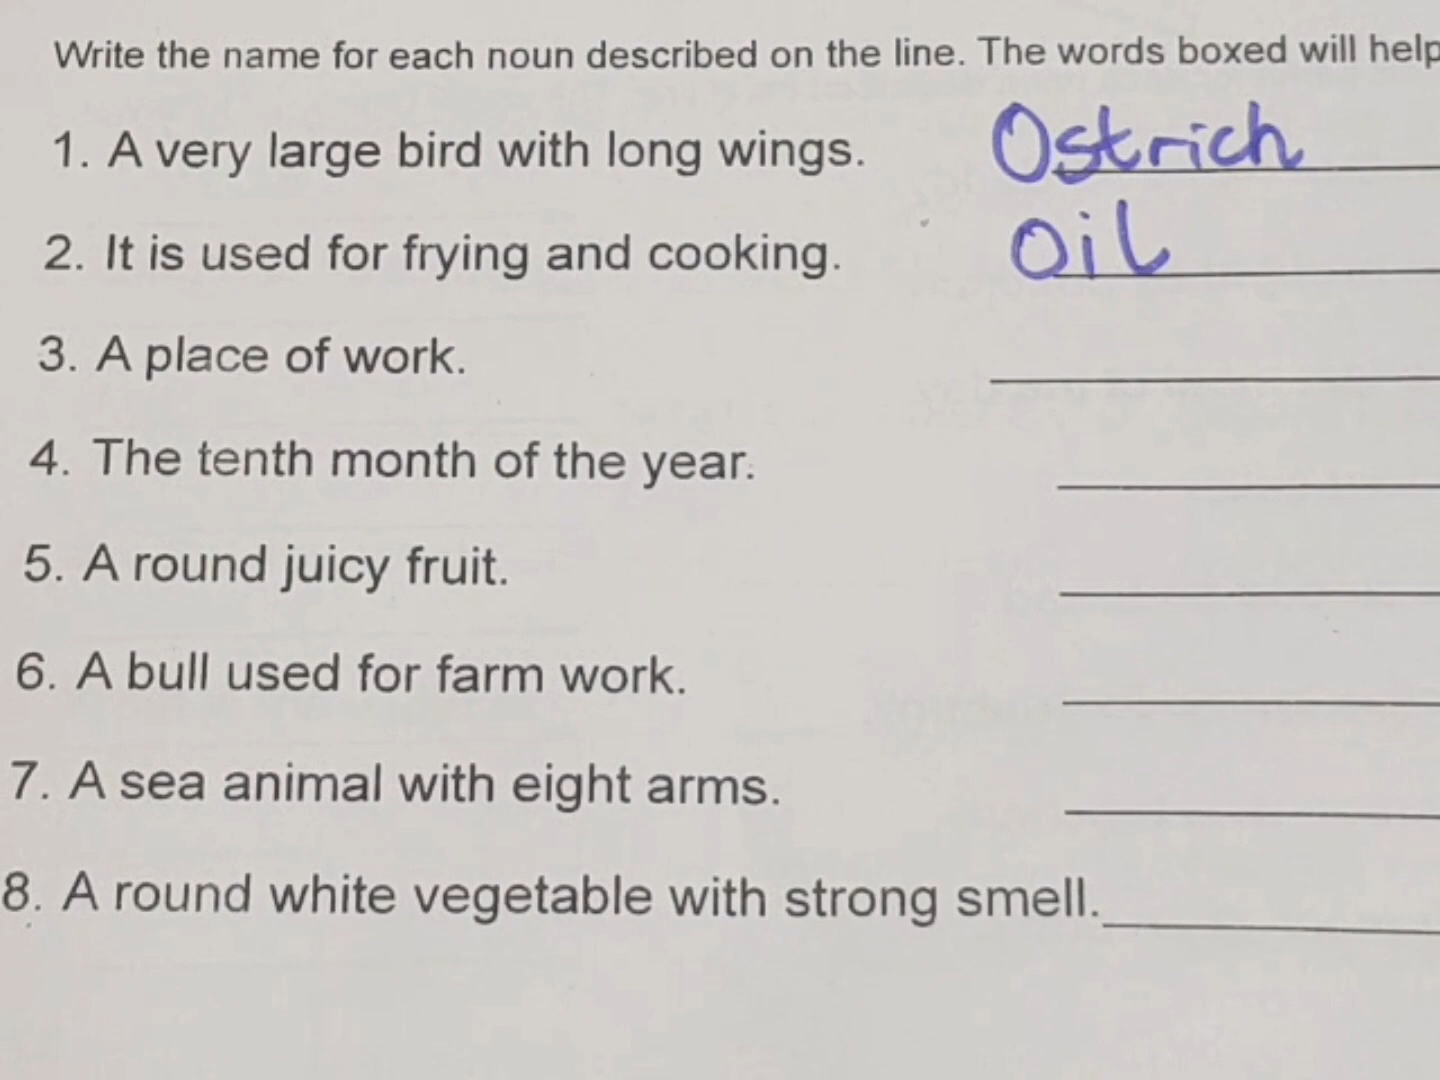 Write the name for each noun described on the line. The words boxed will help
1. A very large bird with long wings. Ostrich
2. It is used for frying and cooking. Oil
3. A place of work.
4. The tenth month of the year.
5. A round juicy fruit.
6. A bull used for farm work.
7. A sea animal with eight arms.
8. A round white vegetable with strong smell.